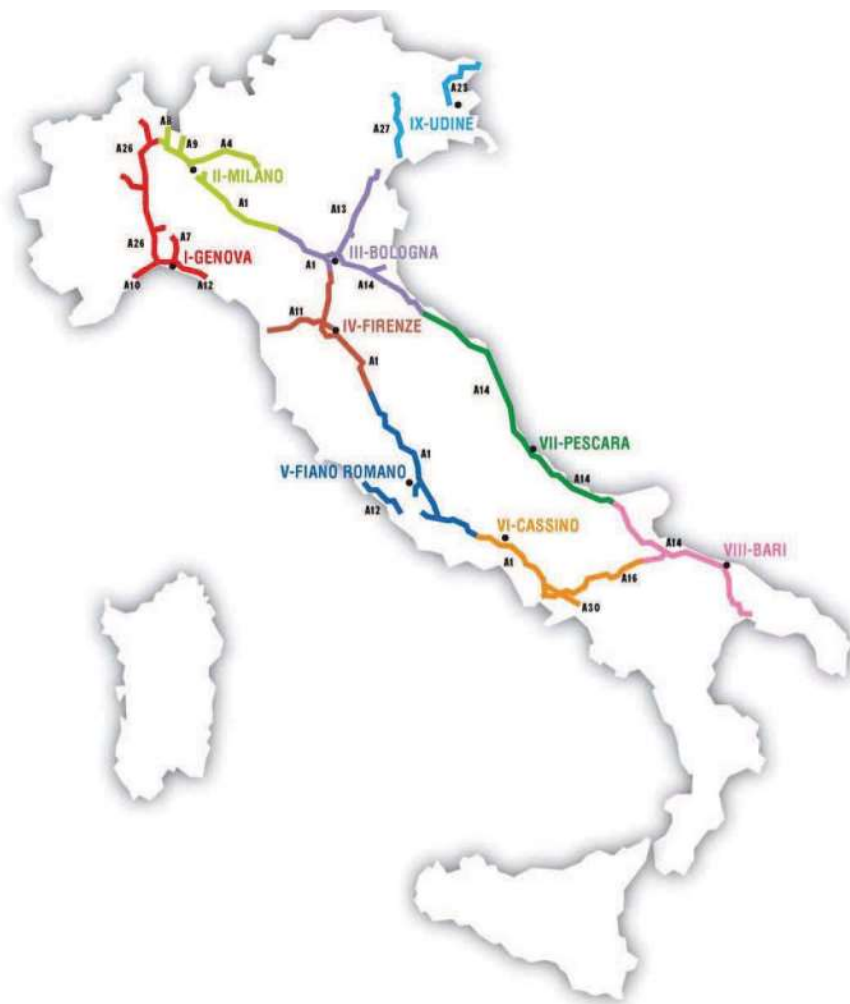 A23
IX-UDINE
A8
A27
A9
A4
A26
II-MILANO
A1
A13
A7
A26
I-GENOVA
III-BOLOGNA
A1
A14
A10
A12
A11
IV-FIRENZE
A1
A14
VII-PESCARA
A1
V-FIANO ROMANO
A14
A12
VI-CASSINO
A14
VIII-BARI
A1
A16
A30